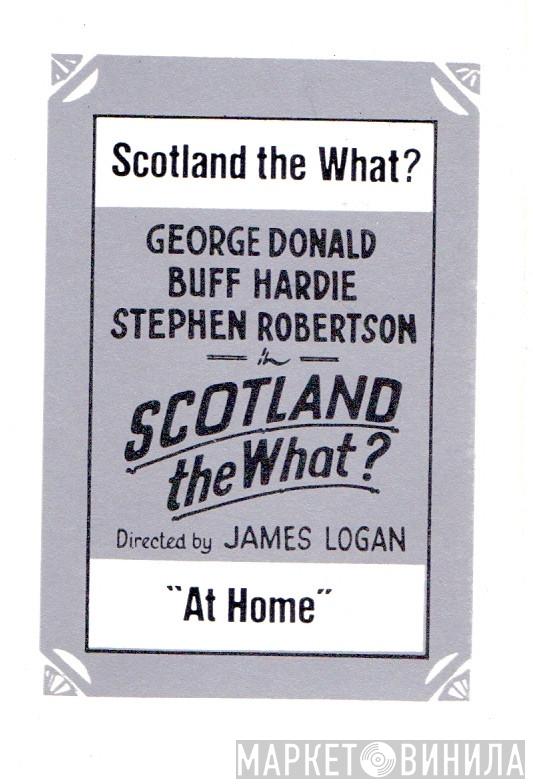 Scotland the What?
GEORGE DONALD
BUFF HARDIE
STEPHEN ROBERTSON
in
SCOTLAND
the What?
Directed by JAMES LOGAN
"At Home"
МАРКЕТ ВИНИЛА